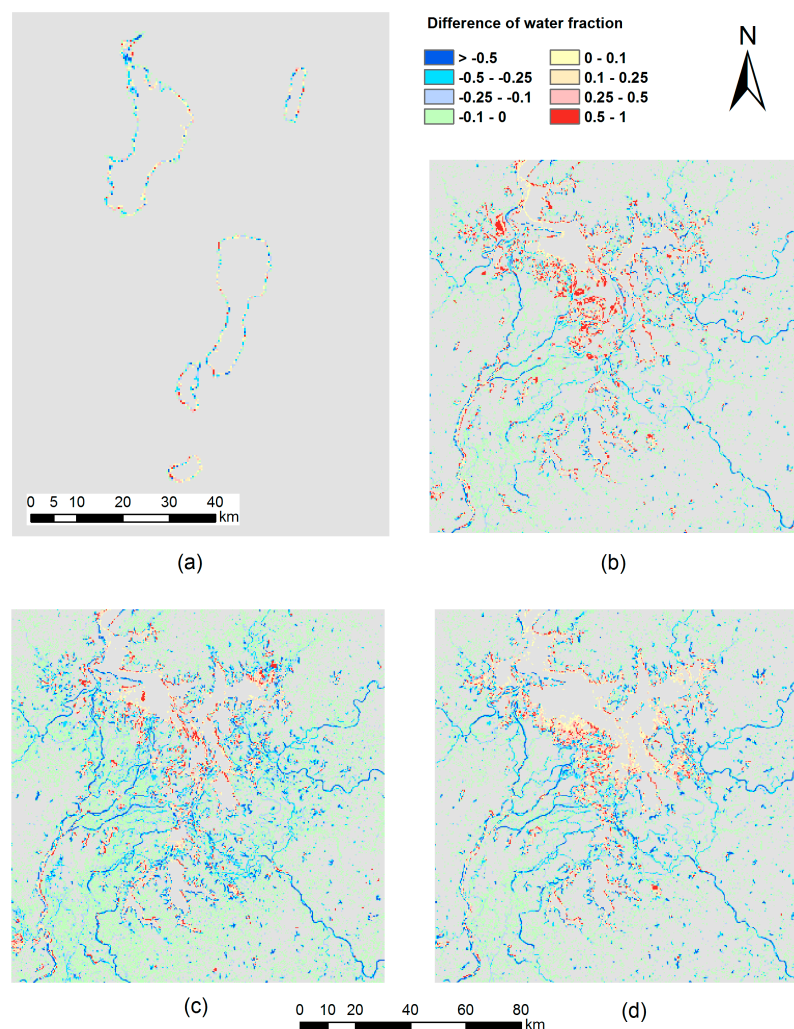 Difference of water fraction
N
> -0.5
0 - 0.1
-0.5 - -0.25
0.1 - 0.25
-0.25 - -0.1
0.25 - 0.5
-0.1 - 0
0.5 - 1
0 5 10 20 30 40
km
(a)
(b)
(c)
(d)
0 10 20 40 60 80
km